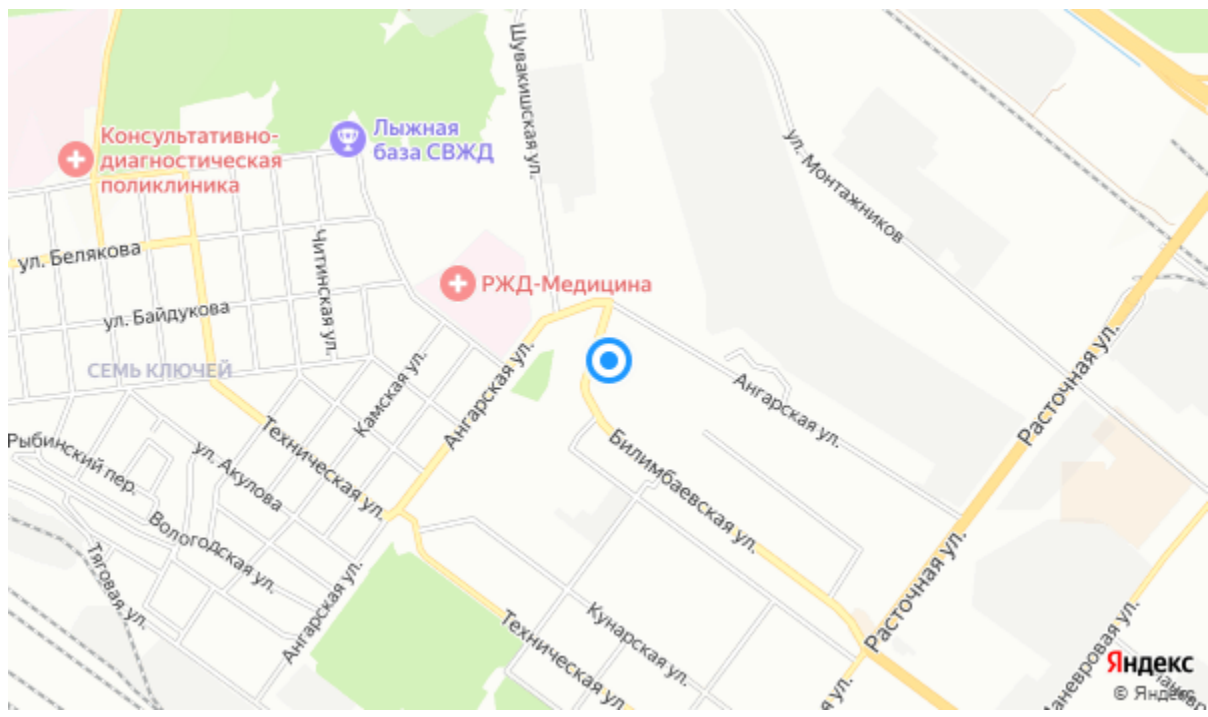 Шувакишская ул.
Консультативно-
диагностическая
поликлиника
Лыжная
база СВЖД
ул. Монтажников
ул. Белякова
Читинская ул.
РЖД-Медицина
ул. Байдукова
СЕМЬ КЛЮЧЕЙ
Камская ул.
Ангарская ул.
Ангарская ул.
Расточная ул.
Рыбинский пер.
ул. Акулова
Техническая ул.
Билимбаевская ул.
Вологодская ул.
Тяговая ул.
Ангарская ул.
Расточная ул.
Кунарская ул.
Техническая ул.
ул.
Маневровая ул.
Яндекс
© Яндекс